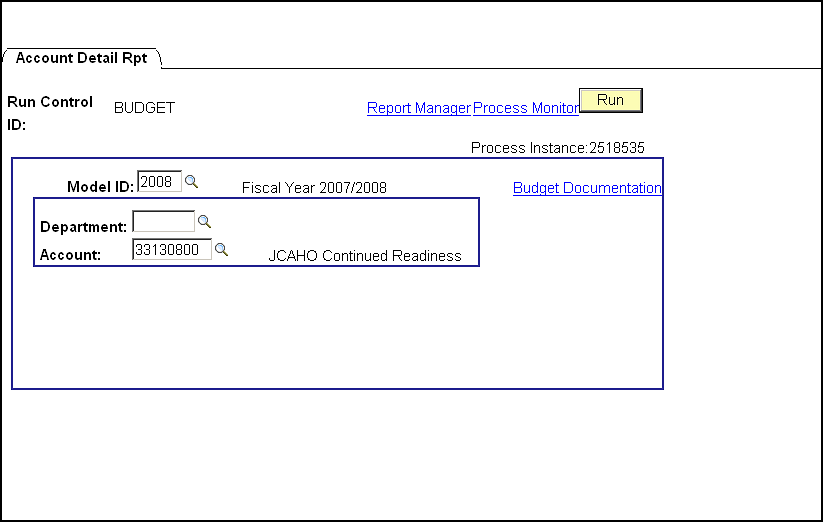 Account Detail Rpt
Run Control ID: BUDGET Report Manager Process Monitor Run
Process Instance:2518535
Model ID: 2008 Fiscal Year 2007/2008 Budget Documentation
Department:
Account: 33130800 JCAHO Continued Readiness